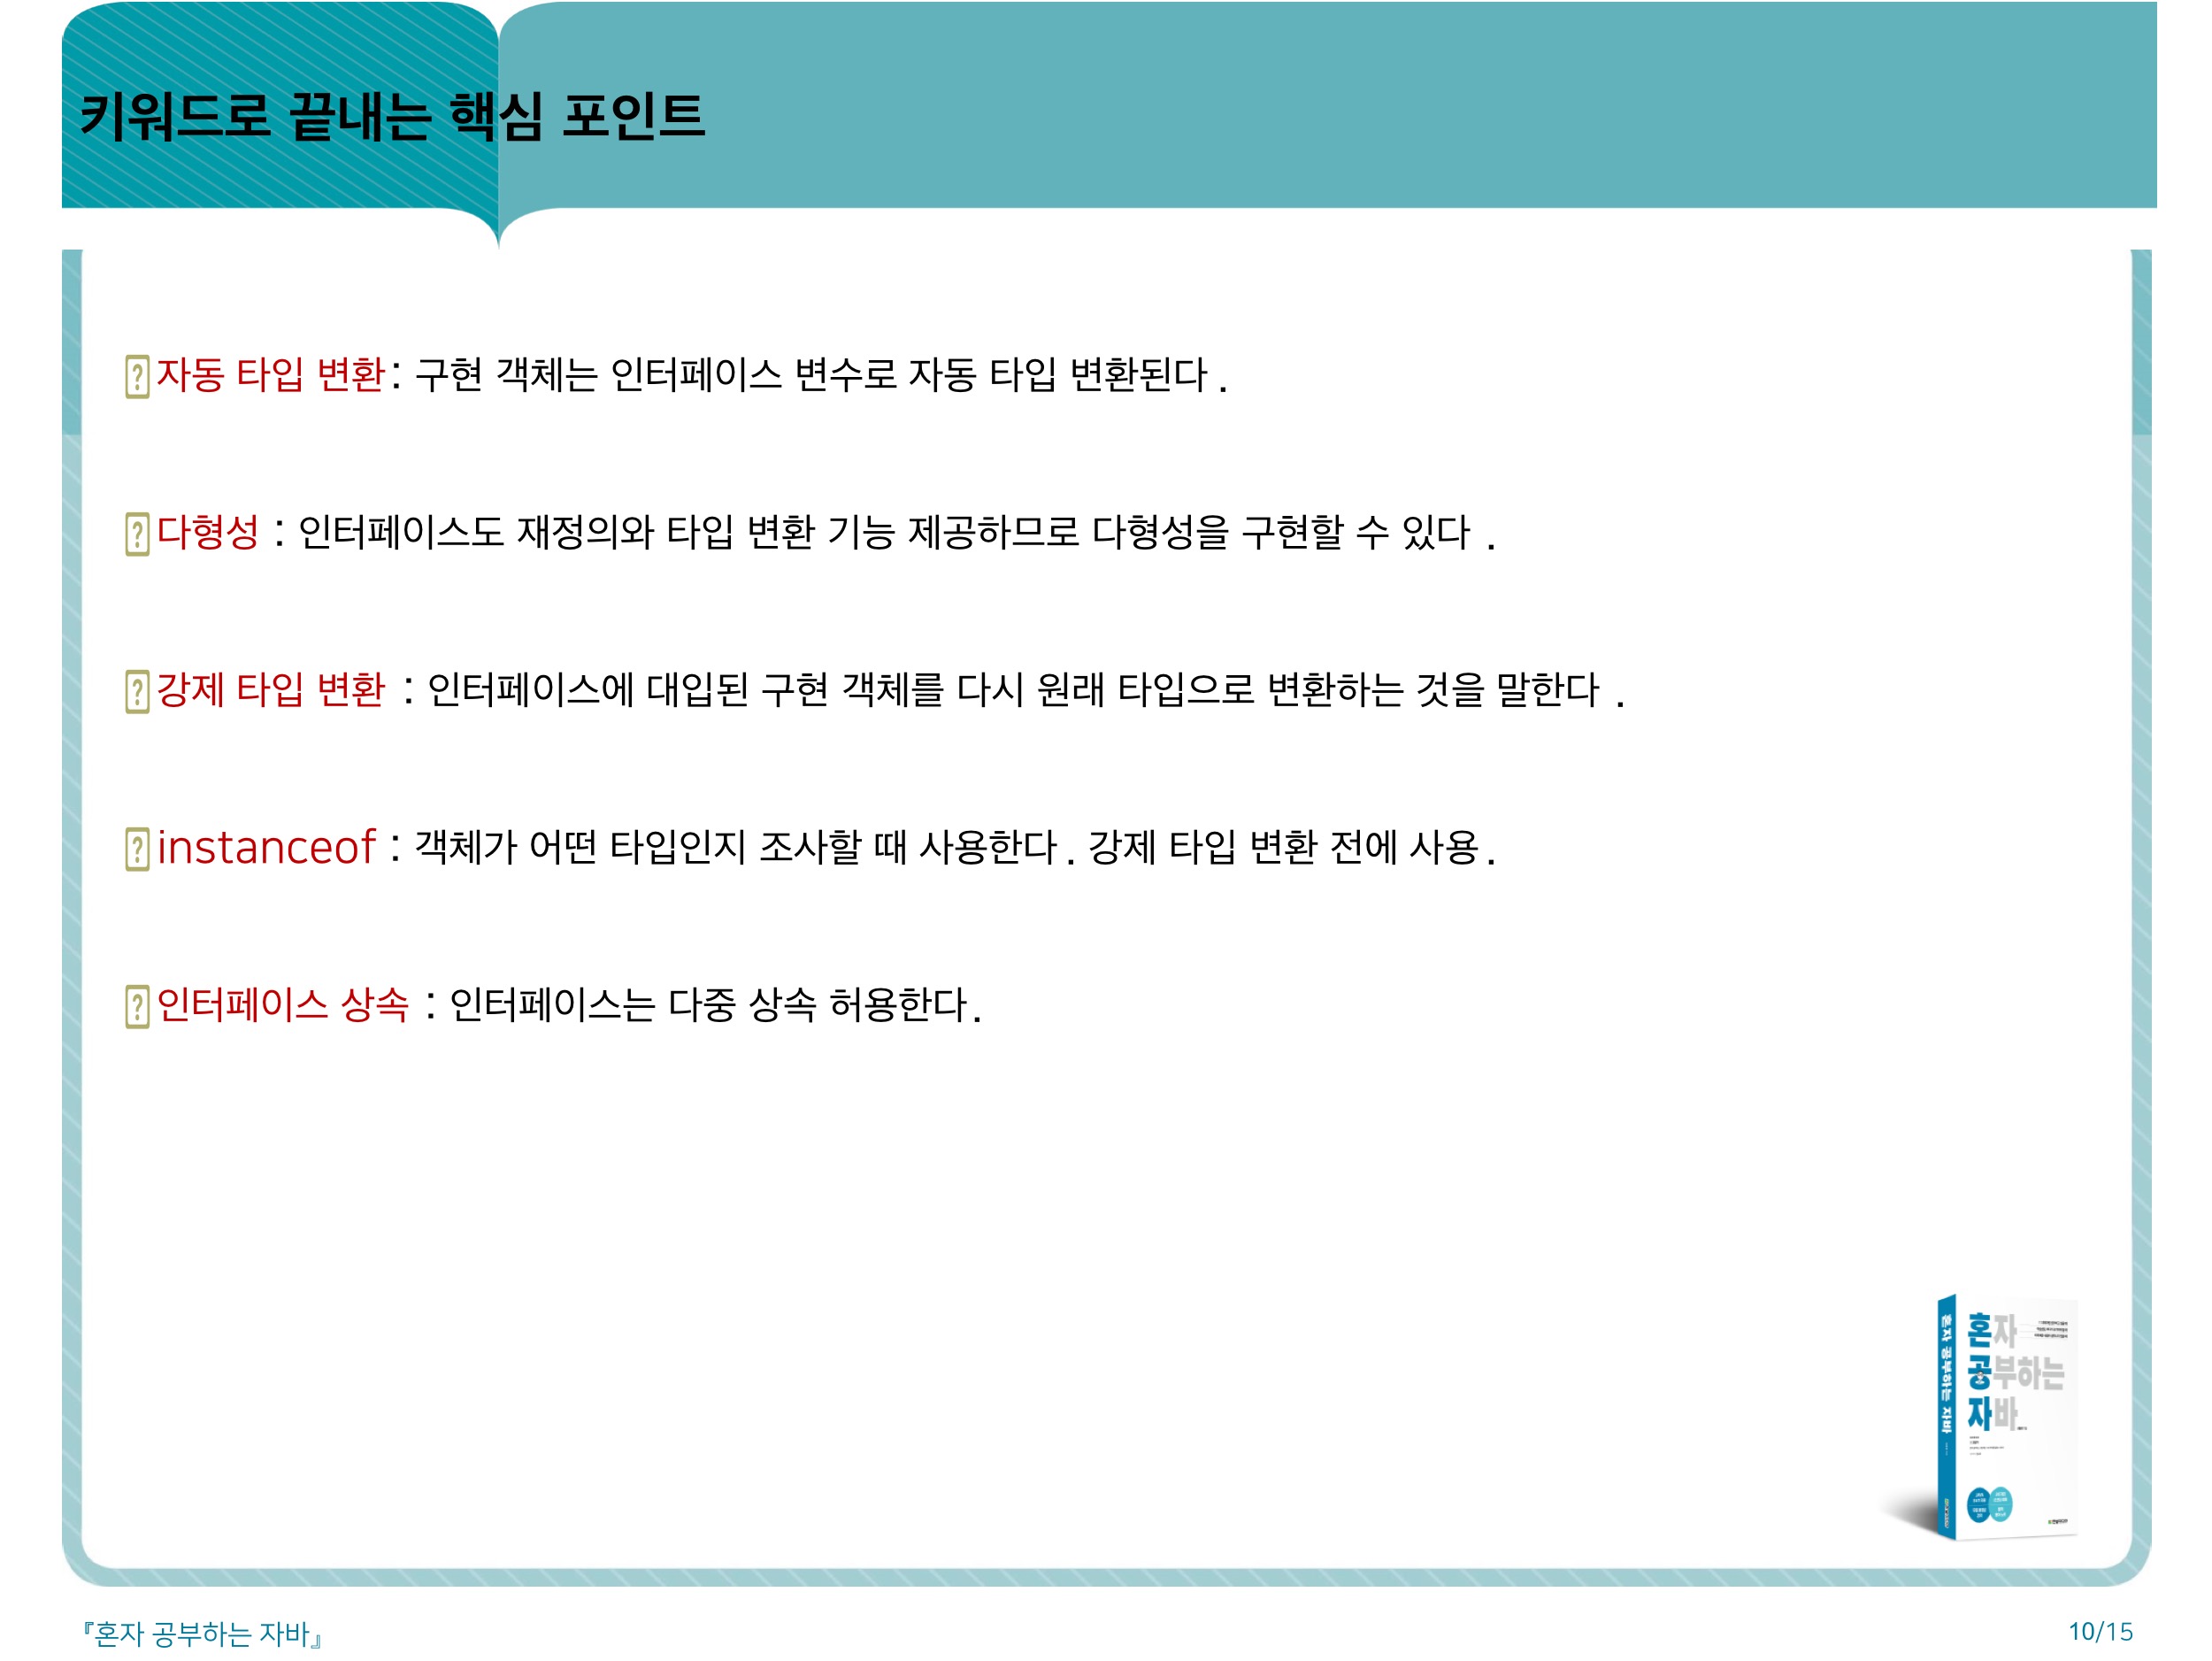 키워드로 끝내는 핵심 포인트
자동 타입 변환: 구현 객체는 인터페이스 변수로 자동 타입 변환된다.
다형성 : 인터페이스도 재정의와 타입 변환 기능 제공하므로 다형성을 구현할 수 있다 .
강제 타입 변환 : 인터페이스에 대입된 구현 객체를 다시 원래 타입으로 변환하는 것을 말한다 .
instanceof : 객체가 어떤 타입인지 조사할 때 사용한다. 강제 타입 변환 전에 사용.
인터페이스 상속 : 인터페이스는 다중 상속 허용한다.
혼자 공부하는 자바
혼자
공부하는
자바
『혼자 공부하는 자바』
10/15